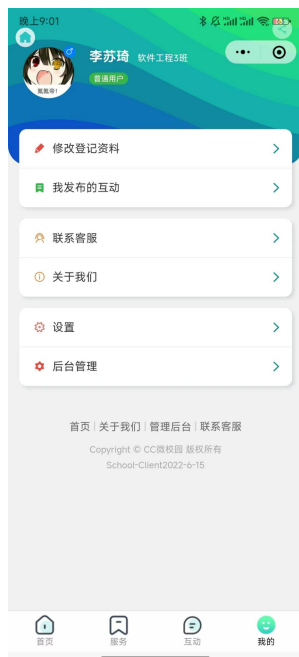 晚上9:01
李苏琦 软件工程3班
普通用户
修改登记资料
我发布的互动
联系客服
关于我们
设置
后台管理
首页 | 关于我们 | 管理后台 | 联系客服
Copyright © CC微校园 版权所有
School-Client2022-6-15
首页 服务 互动 我的